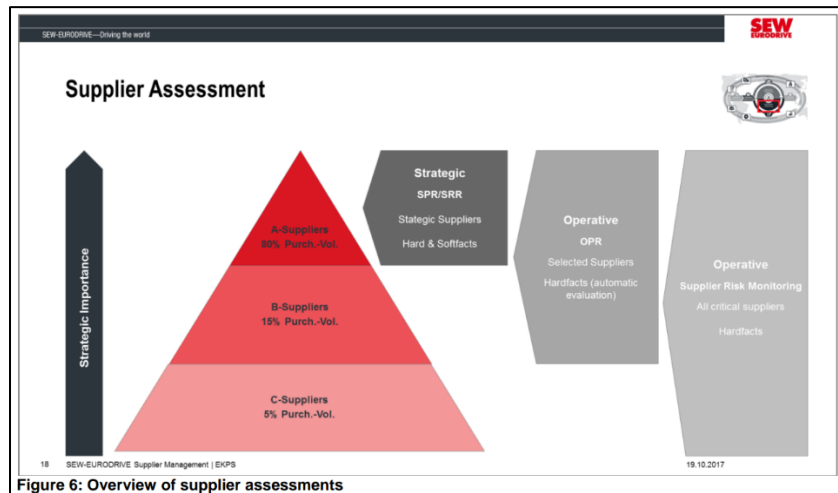 SEW-EURODRIVE—Driving the world
SEW
EURODRIVE
Supplier Assessment
Strategic Importance
A-Suppliers
80% Purch.-Vol.
B-Suppliers
15% Purch.-Vol.
C-Suppliers
5% Purch.-Vol.
Strategic
SPR/SRR
Stategic Suppliers
Hard & Softfacts
Operative
OPR
Selected Suppliers
Hardfacts (automatic
evaluation)
Operative
Supplier Risk Monitoring
All critical suppliers
Hardfacts
18 SEW-EURODRIVE Supplier Management | EKPS
19.10.2017
Figure 6: Overview of supplier assessments